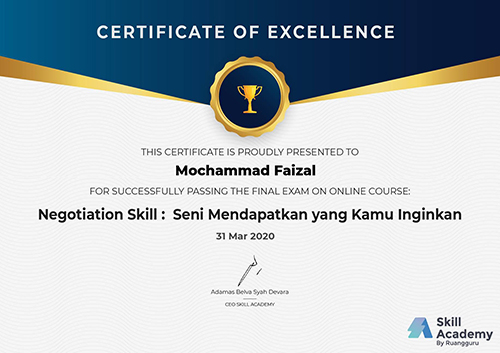 CERTIFICATE OF EXCELLENCE
THIS CERTIFICATE IS PROUDLY PRESENTED TO
Mochammad Faizal
FOR SUCCESSFULLY PASSING THE FINAL EXAM ON ONLINE COURSE:
Negotiation Skill : Seni Mendapatkan yang Kamu Inginkan
31 Mar 2020
Adamas Belva Syah Devara
CEO SKILL ACADEMY
Skill
Academy
By Ruangguru